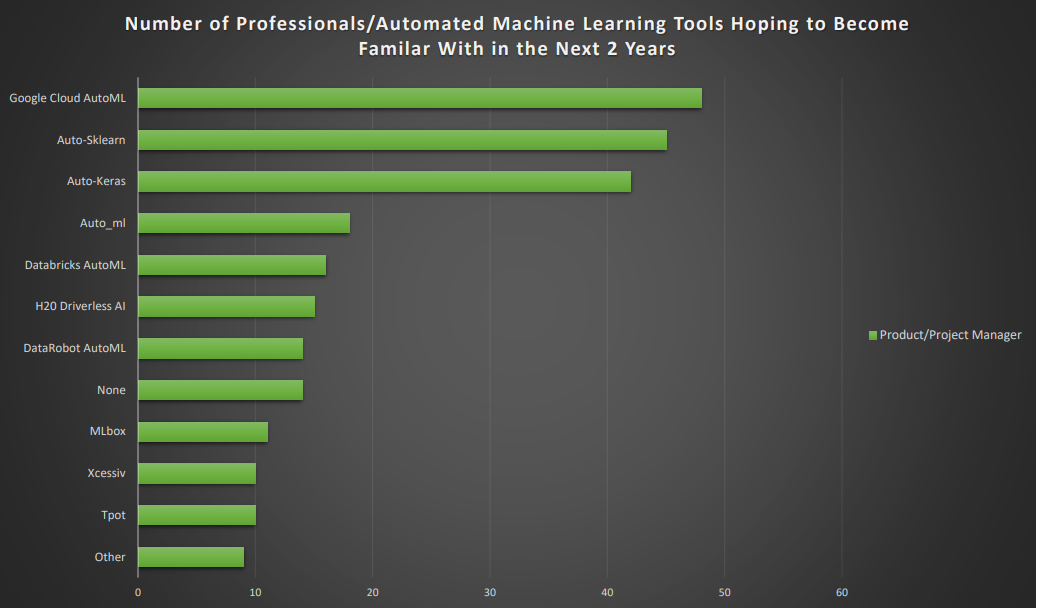 Number of Professionals/Automated Machine Learning Tools Hoping to Become
Familar With in the Next 2 Years
Google Cloud AutoML
Auto-Sklearn
Auto-Keras
Auto_ml
Databricks AutoML
H20 Driverless AI
DataRobot AutoML
None
MLbox
Xcessiv
Tpot
Other
0 10 20 30 40 50 60
Product/Project Manager